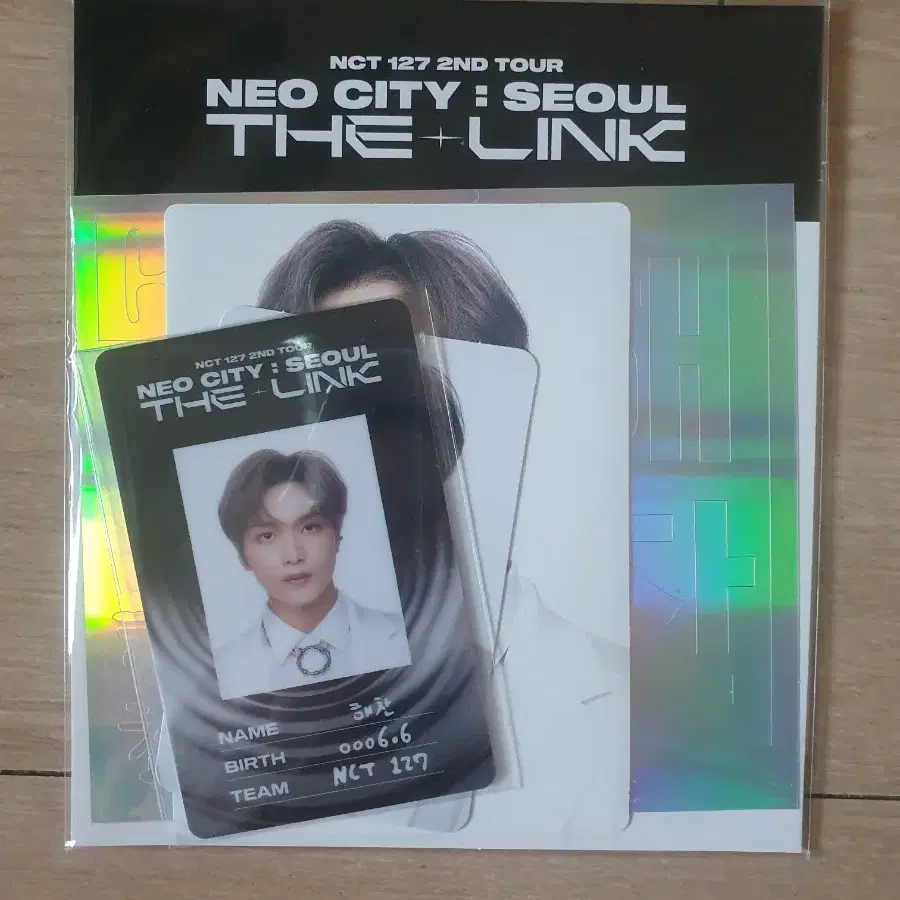 NCT 127 2ND TOUR
NEO CITY : SEOUL
THE LINK
NCT 127 2ND TOUR
NEO CITY : SEOUL
THE LINK
NAME 해찬
BIRTH 0006.6
TEAM NCT 127